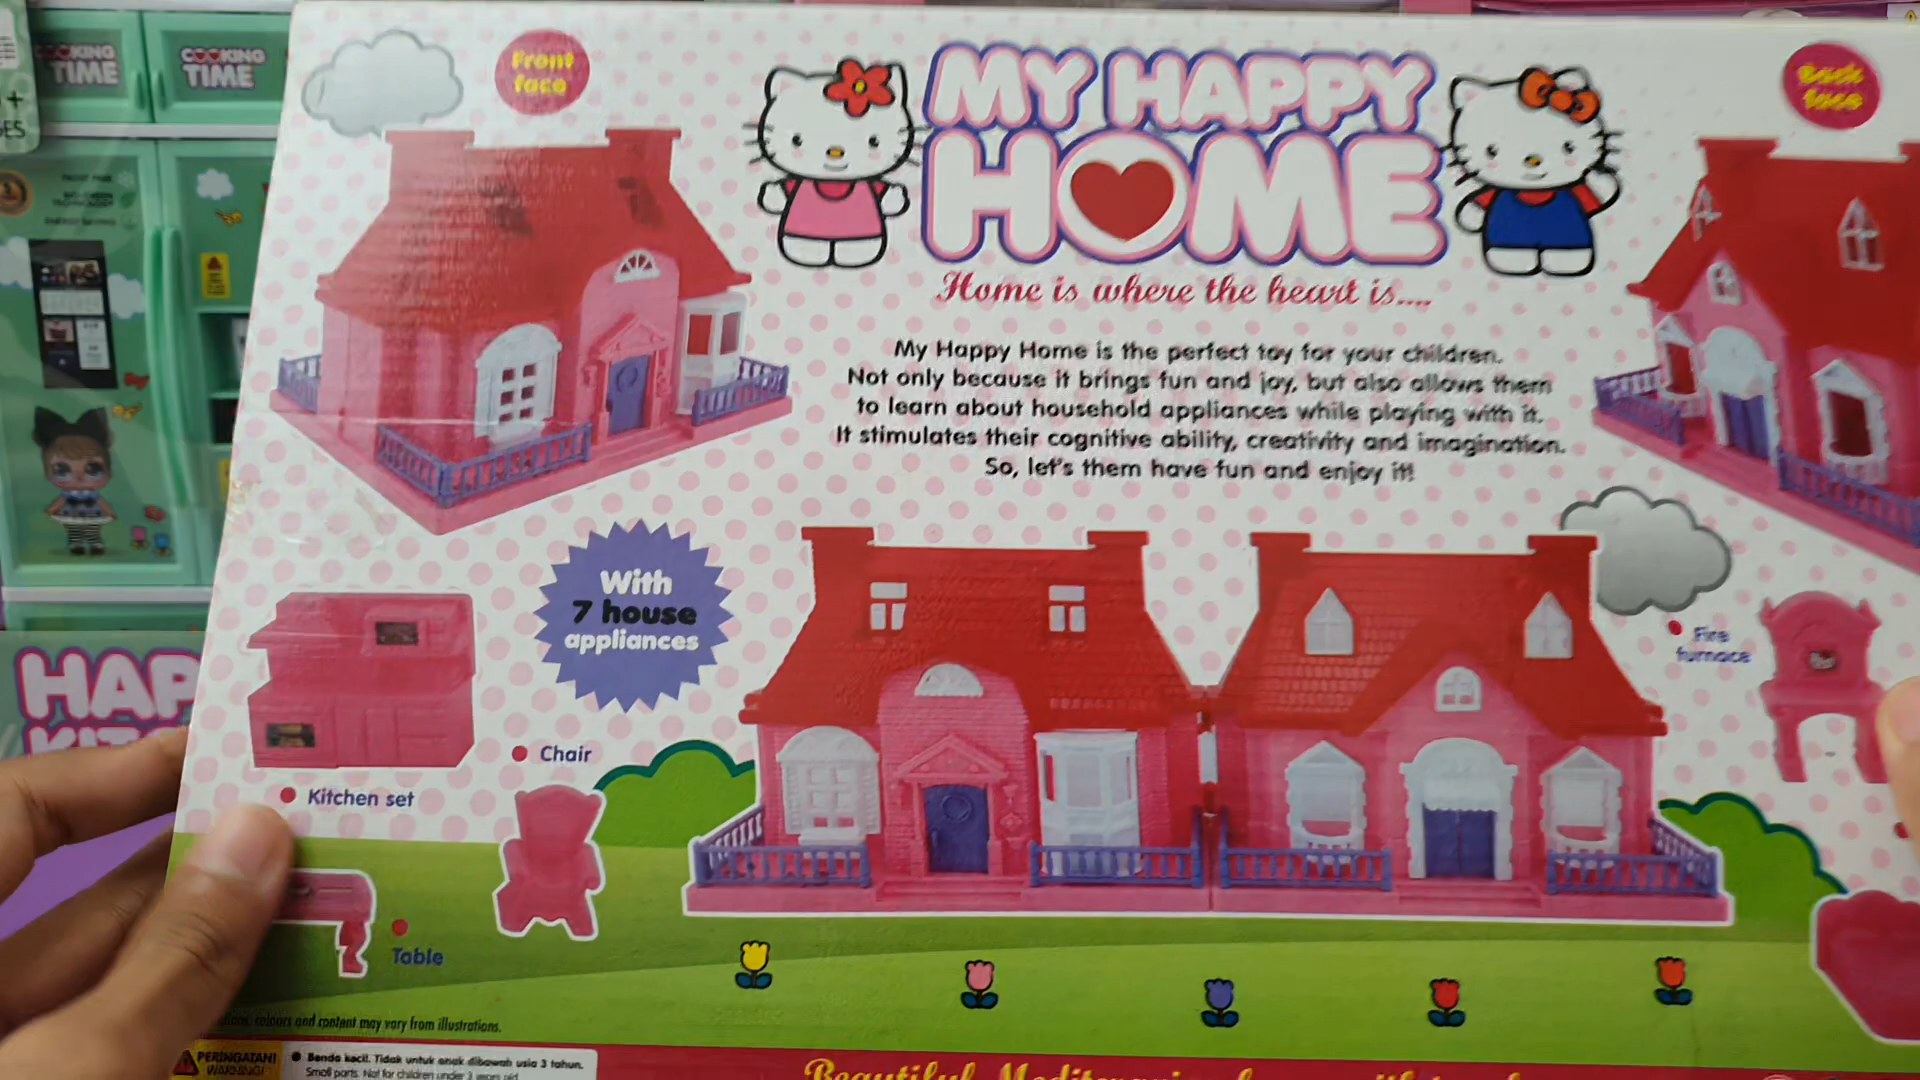 COOKING
TIME
COOKING
TIME
Front
face
MY HAPPY
HOME
Back
face
Home is where the heart is....
My Happy Home is the perfect toy for your children.
Not only because it brings fun and joy, but also allows them
to learn about household appliances while playing with it.
It stimulates their cognitive ability, creativity and imagination.
So, let's them have fun and enjoy it!
With
7 house
appliances
Fire
furnace
HAP
Chair
Kitchen set
Table
colours and content may vary from illustrations.
PERINGATAN!
WARNING!
Benda kecil. Tidak untuk anak dibawah usia 3 tahun.
Small parts. Not for children under 3 years old.
Beautiful